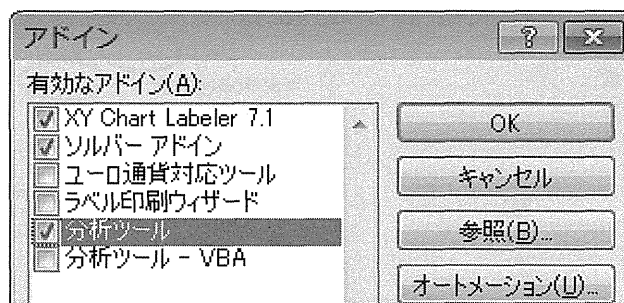 アドイン
有効なアドイン(A):
XY Chart Labeler 7.1
ソルバー アドイン
ユーロ通貨対応ツール
ラベル印刷ウィザード
分析ツール
分析ツール - VBA
OK
キャンセル
参照(B)...
オートメーション(U)...